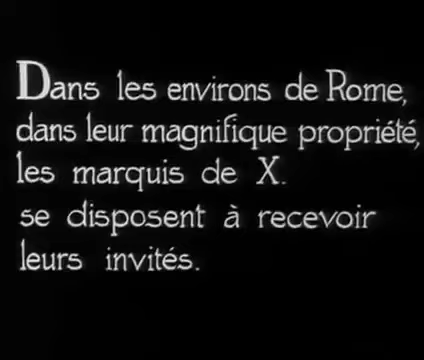 Dans les environs de Rome,
dans leur magnifique propriété,
les marquis de X.
se disposent à recevoir
leurs invités.